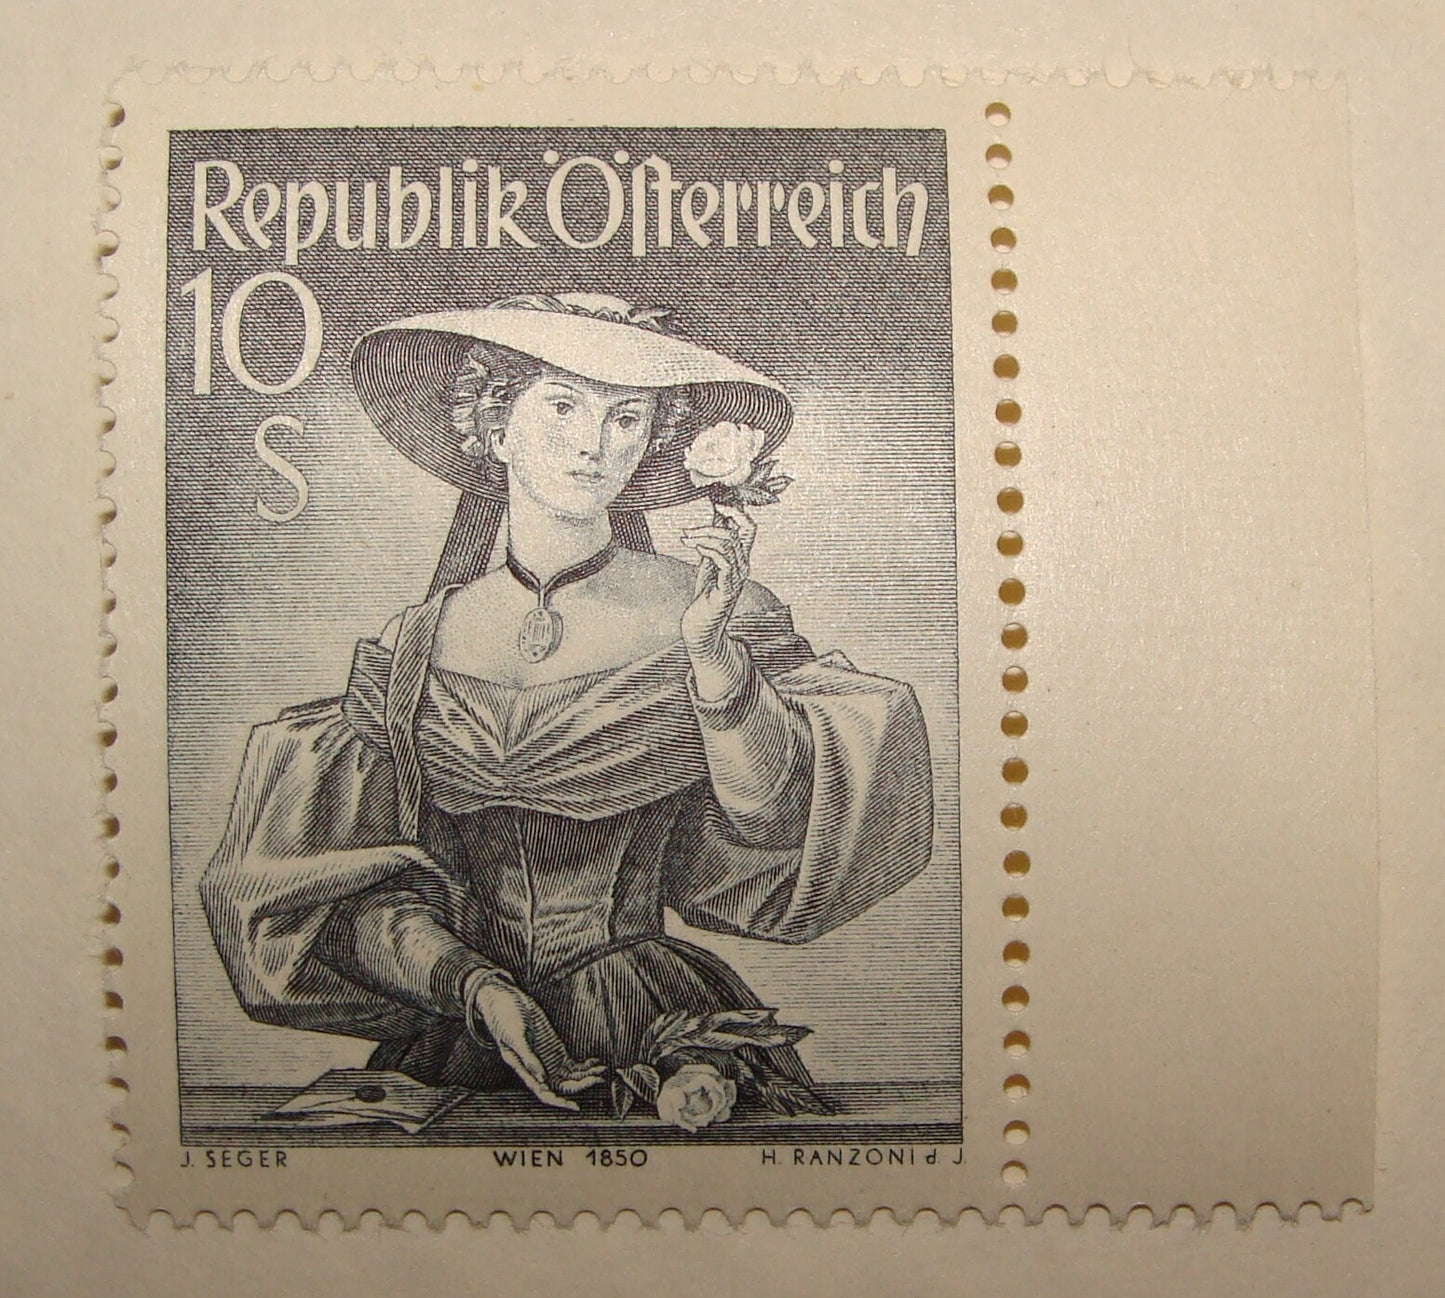 Republik Öſterreich
10
S
J. SEGER WIEN 1850 H. RANZONI d. J.